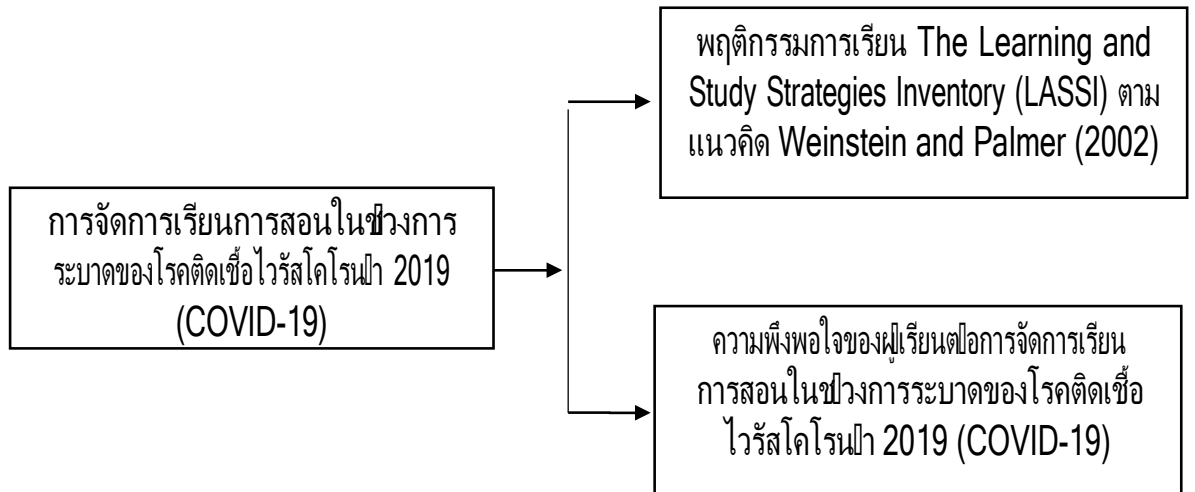 พฤติกรรมการเรียน The Learning and
Study Strategies Inventory (LASSI) ตาม
แนวคิด Weinstein and Palmer (2002)
การจัดการเรียนการสอนในช่วงการ
ระบาดของโรคติดเชื้อไวรัสโคโรน่า 2019
(COVID-19)
ความพึงพอใจของผู้เรียนต่อการจัดการเรียน
การสอนในช่วงการระบาดของโรคติดเชื้อ
ไวรัสโคโรน่า 2019 (COVID-19)